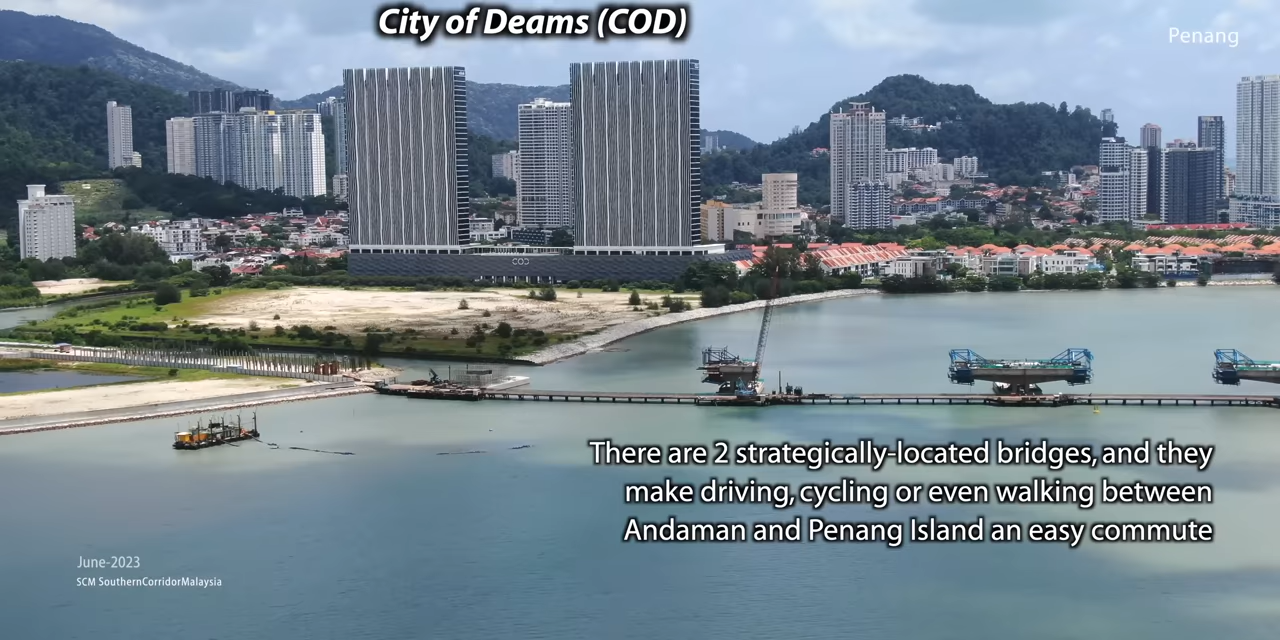 City of Deams (COD)
Penang
COD
There are 2 strategically-located bridges, and they
make driving, cycling or even walking between
Andaman and Penang Island an easy commute
June-2023
SCM SouthernCorridorMalaysia